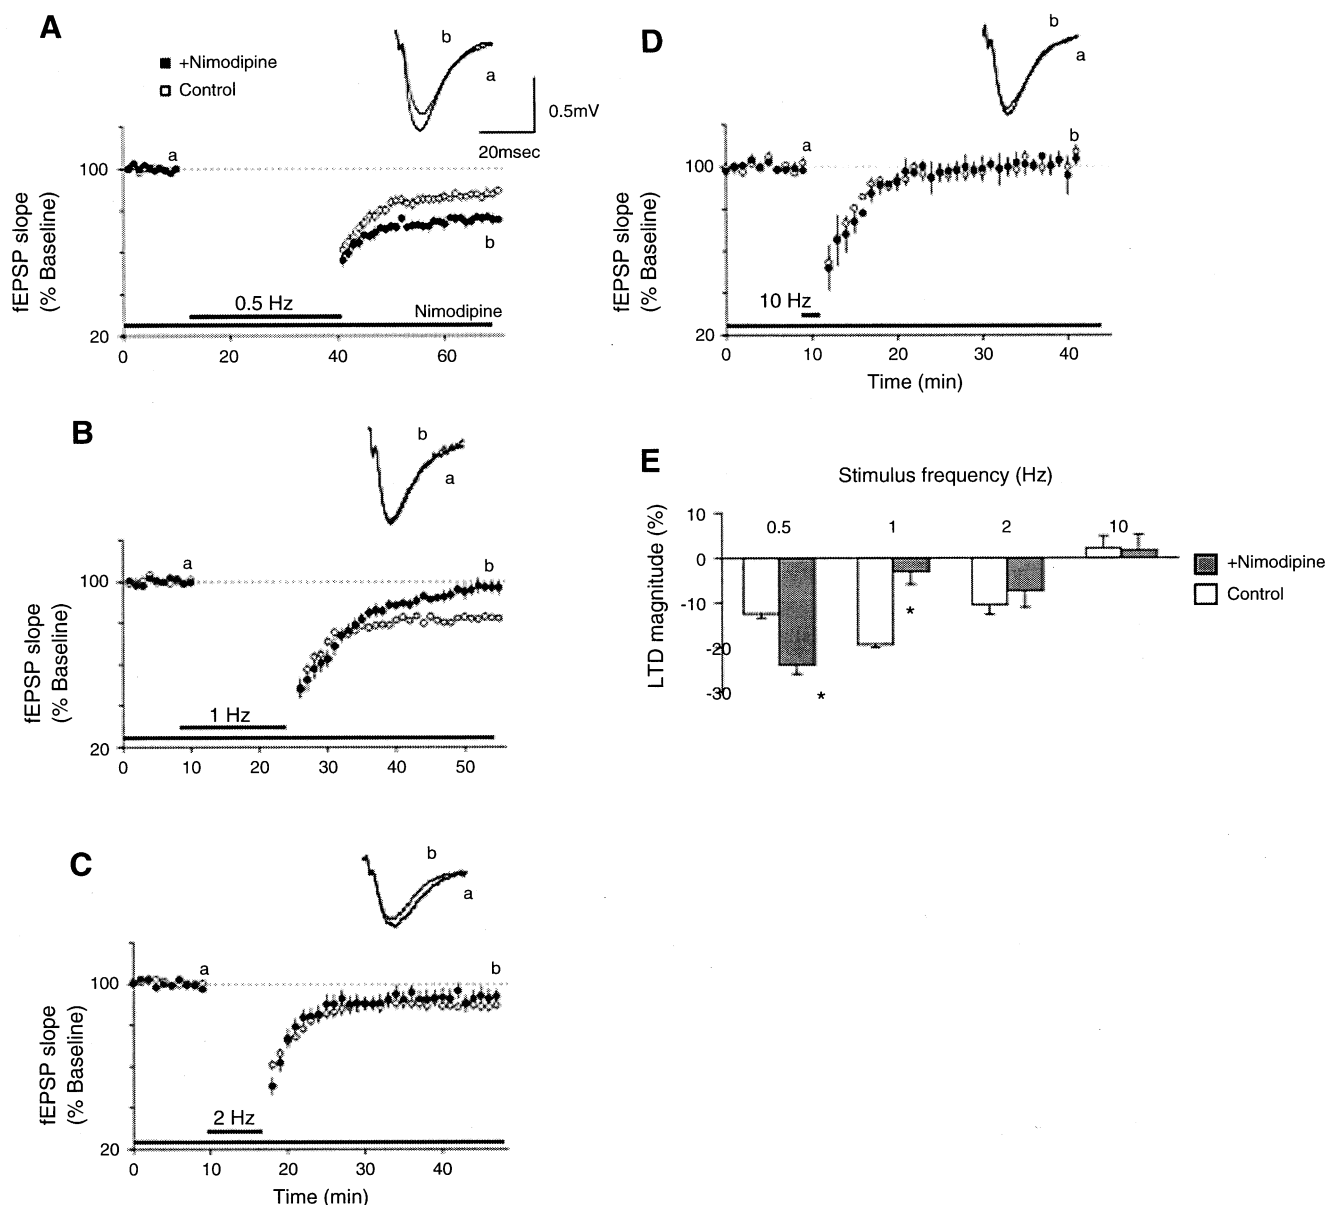 A
+Nimodipine
Control
b
a
0.5mV
20msec
100
a
fEPSP slope
(% Baseline)
b
0.5 Hz
Nimodipine
20
0 20 40 60
B
b
a
100
a
b
fEPSP slope
(% Baseline)
1 Hz
20
0 10 20 30 40 50
C
b
a
100
a
b
fEPSP slope
(% Baseline)
2 Hz
20
0 10 20 30 40
Time (min)
D
b
a
100
a
b
fEPSP slope
(% Baseline)
10 Hz
20
0 10 20 30 40
Time (min)
E
Stimulus frequency (Hz)
LTD magnitude (%)
10
0.5 1 2 10
0
-10
*
-20
-30
*
+Nimodipine
Control